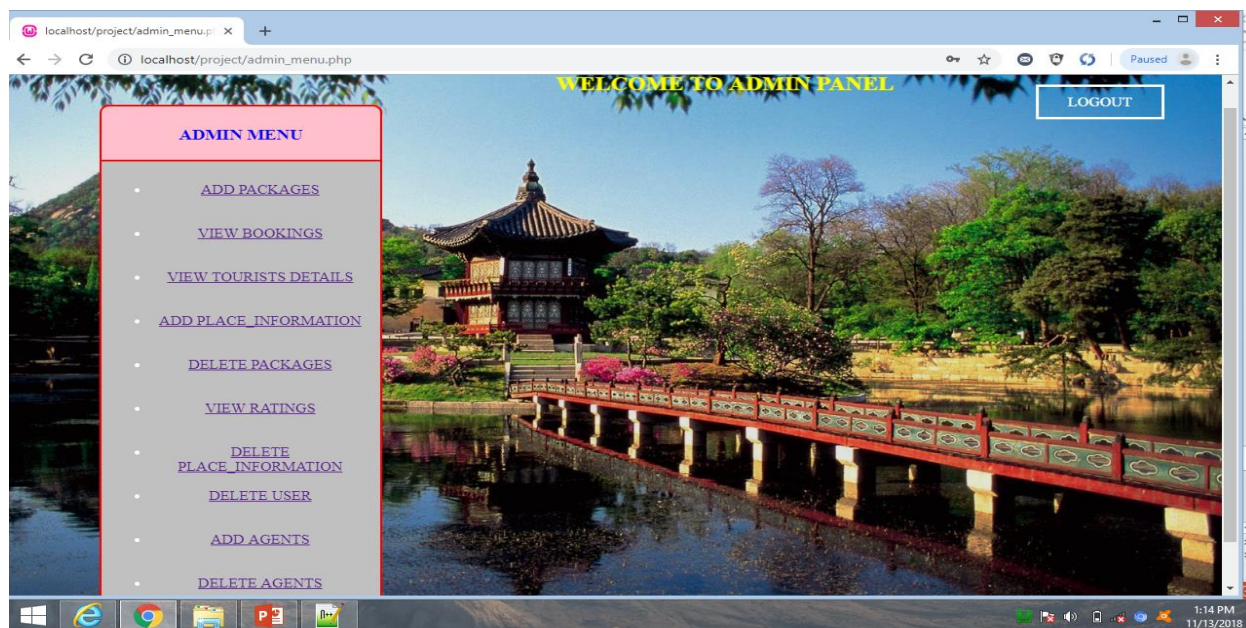 localhost/project/admin_menu.p
localhost/project/admin_menu.php
Paused
WELCOME TO ADMIN PANEL
LOGOUT
ADMIN MENU
ADD PACKAGES
VIEW BOOKINGS
VIEW TOURISTS DETAILS
ADD PLACE_INFORMATION
DELETE PACKAGES
VIEW RATINGS
DELETE
PLACE_INFORMATION
DELETE USER
ADD AGENTS
DELETE AGENTS
1:14 PM
11/13/2018